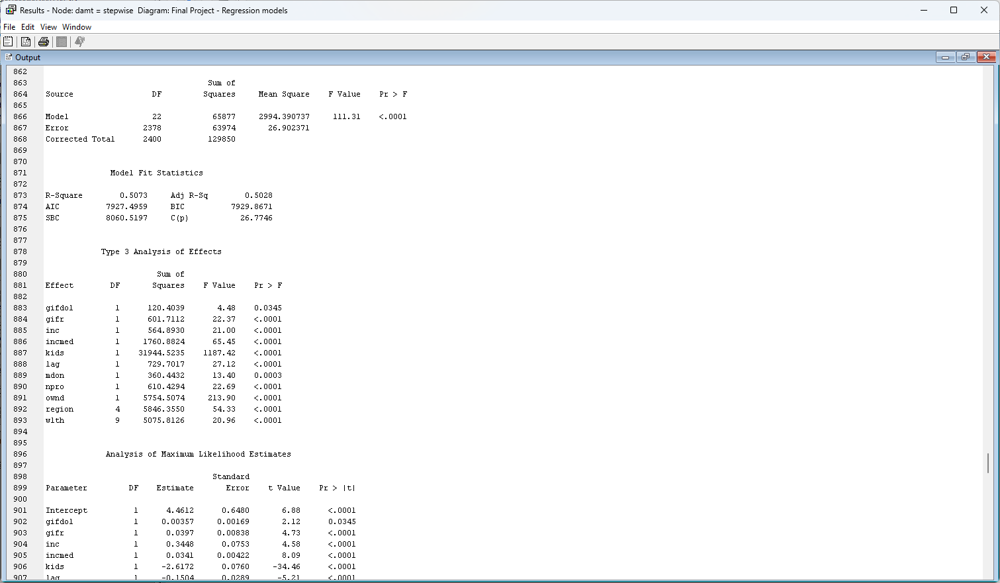 Results - Node: damt = stepwise  Diagram: Final Project - Regression models
File Edit View Window
Output
862
863 Sum of
864 Source DF Squares Mean Square F Value Pr > F
865
866 Model 22 65877 2994.390737 111.31 <.0001
867 Error 2378 63974 26.902371
868 Corrected Total 2400 129850
869
870
871 Model Fit Statistics
872
873 R-Square 0.5073 Adj R-Sq 0.5028
874 AIC 7927.4959 BIC 7929.8671
875 SBC 8060.5197 C(p) 26.7746
876
877
878 Type 3 Analysis of Effects
879
880 Sum of
881 Effect DF Squares F Value Pr > F
882
883 gifdol 1 120.4039 4.48 0.0345
884 gifr 1 601.7112 22.37 <.0001
885 inc 1 564.8930 21.00 <.0001
886 incmed 1 1760.8824 65.45 <.0001
887 kids 1 31944.5235 1187.42 <.0001
888 lag 1 729.7017 27.12 <.0001
889 mdon 1 360.4432 13.40 0.0003
890 npro 1 610.4294 22.69 <.0001
891 ownd 1 5754.5074 213.90 <.0001
892 region 4 5846.3550 54.33 <.0001
893 wlth 9 5075.8126 20.96 <.0001
894
895
896 Analysis of Maximum Likelihood Estimates
897
898 Standard
899 Parameter DF Estimate Error t Value Pr > |t|
900
901 Intercept 1 4.4612 0.6480 6.88 <.0001
902 gifdol 1 0.00357 0.00169 2.12 0.0345
903 gifr 1 0.0397 0.00838 4.73 <.0001
904 inc 1 0.3448 0.0753 4.58 <.0001
905 incmed 1 0.0341 0.00422 8.09 <.0001
906 kids 1 -2.6172 0.0760 -34.46 <.0001
907 lag 1 -0.1504 0.0289 -5.21 <.0001